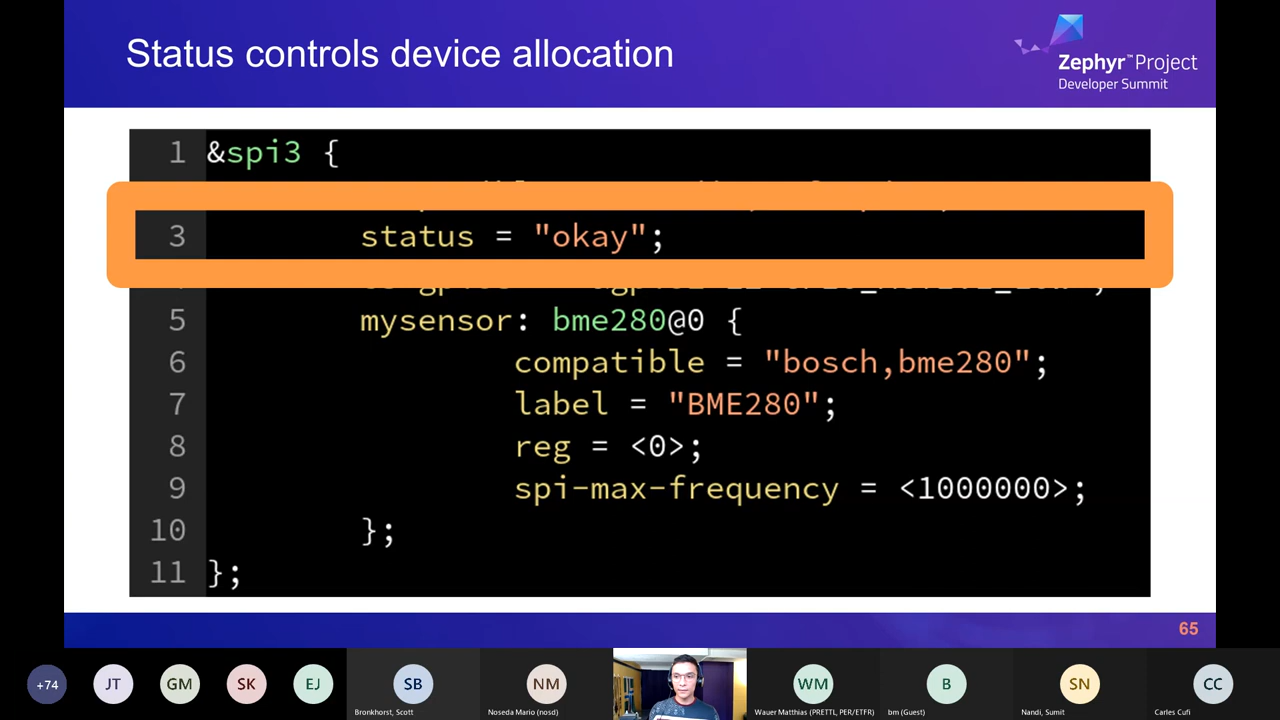 Status controls device allocation
Zephyr™Project
Developer Summit
1 &spi3 {
3 status = "okay";
5 mysensor: bme280@0 {
6 compatible = "bosch,bme280";
7 label = "BME280";
8 reg = <0>;
9 spi-max-frequency = <1000000>;
10 };
11 };
65
+74
JT
GM
SK
EJ
SB
Bronkhorst, Scott
NM
Noseda Mario (nosd)
WM
Wauer Matthias (PRETTL, PER/ETFR)
B
bm (Guest)
SN
Nandi, Sumit
CC
Carles Cufi